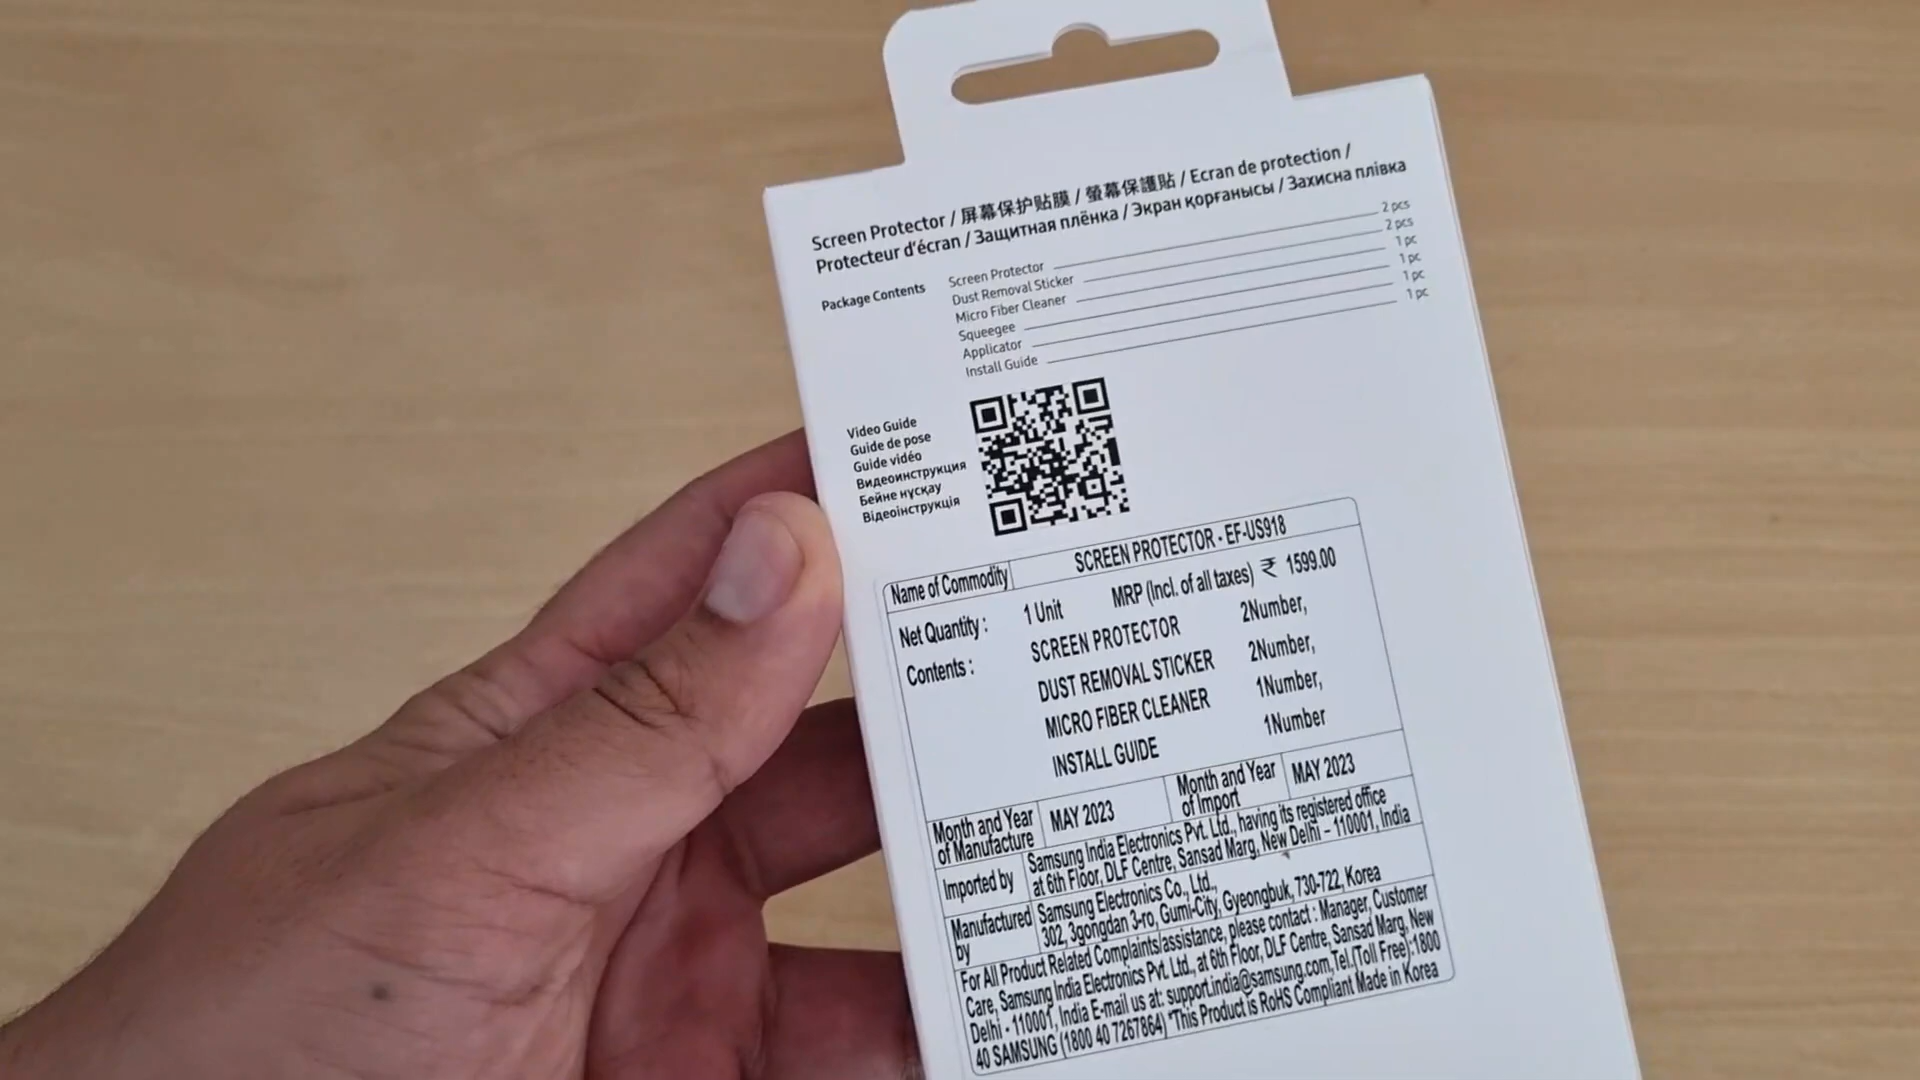 Screen Protector / 屏幕保护贴膜 / 螢幕保護貼 / Ecran de protection /
Protecteur d'écran / Защитная плёнка / Экран қорғанысы / Захисна плівка
Package Contents
Screen Protector 2 pcs
Dust Removal Sticker 2 pcs
Micro Fiber Cleaner 1 pc
Squeegee 1 pc
Applicator 1 pc
Install Guide 1 pc
Video Guide
Guide de pose
Guide vidéo
Видеоинструкция
Бейне нұсқау
Відеоінструкція
Name of Commodity SCREEN PROTECTOR - EF-US918
Net Quantity : 1 Unit MRP (Incl. of all taxes) ₹ 1599.00
Contents : SCREEN PROTECTOR 2Number,
DUST REMOVAL STICKER 2Number,
MICRO FIBER CLEANER 1Number,
INSTALL GUIDE 1Number
Month and Year
of Manufacture
MAY 2023
Month and Year
of Import
MAY 2023
Imported by
Samsung India Electronics Pvt. Ltd., having its registered office
at 6th Floor, DLF Centre, Sansad Marg, New Delhi – 110001, India
Manufactured
by
Samsung Electronics Co., Ltd.,
302, 3gongdan 3-ro, Gumi-City, Gyeongbuk, 730-722, Korea
For All Product Related Complaints/assistance, please contact : Manager, Customer
Care, Samsung India Electronics Pvt. Ltd., at 6th Floor, DLF Centre, Sansad Marg, New
Delhi - 110001, India E-mail us at: support.india@samsung.com,Tel.(Toll Free):1800
40 SAMSUNG (1800 40 7267864) *This Product is RoHS Compliant Made in Korea